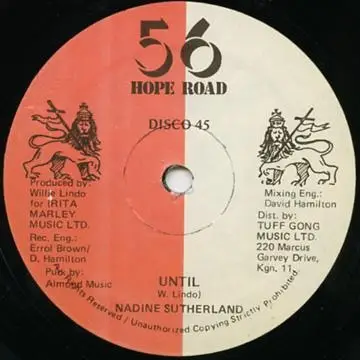 56
HOPE ROAD
DISCO 45
Produced by:
Willie Lindo
for (RITA
MARLEY
MUSIC LTD.
Rec. Eng.:
Errol Brown/
D. Hamilton
Pub. by:
Almond Music
Mixing Eng.:
David Hamilton
Dist. by:
TUFF GONG
MUSIC LTD.
220 Marcus
Garvey Drive,
Kgn. 11,
UNTIL
W. Lindo)
NADINE SUTHERLAND
Rights Reserved / Unauthorized Copying Strictly Prohibited